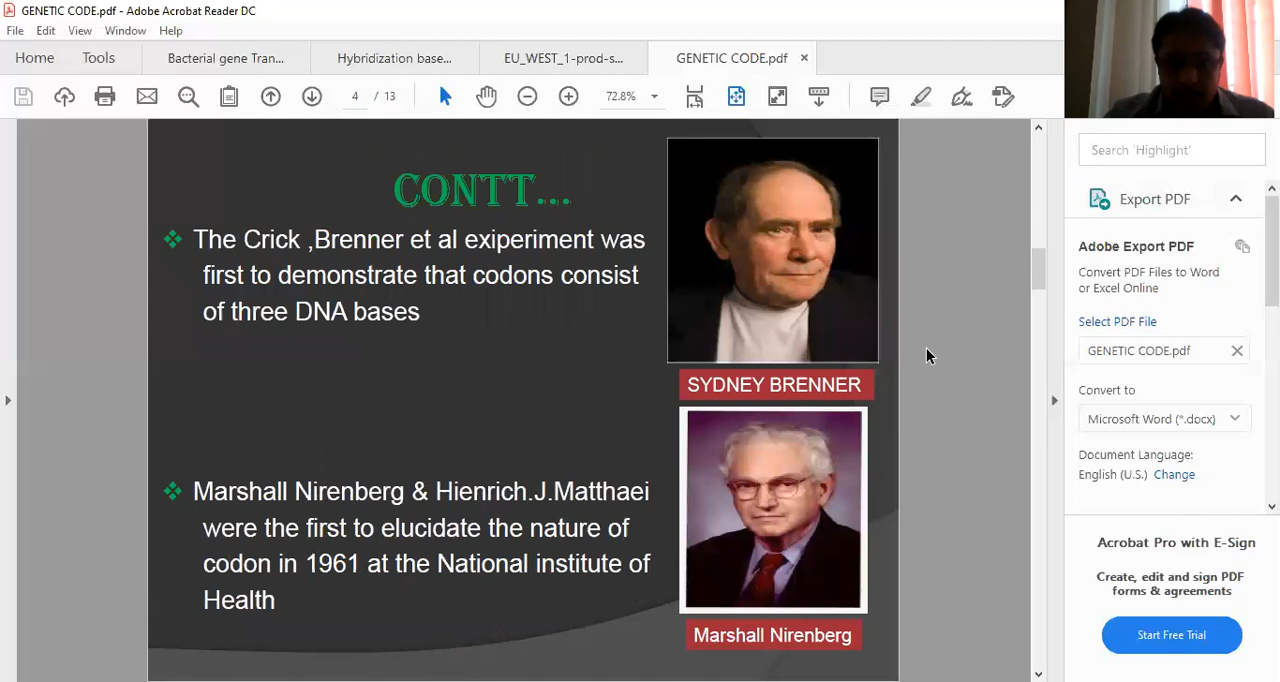 GENETIC CODE.pdf - Adobe Acrobat Reader DC
File Edit View Window Help
Home Tools Bacterial gene Tran... Hybridization base... EU_WEST_1-prod-s... GENETIC CODE.pdf ×
4 / 13 72.8%
CONTT...
The Crick ,Brenner et al exiperiment was
first to demonstrate that codons consist
of three DNA bases
SYDNEY BRENNER
Marshall Nirenberg & Hienrich.J.Matthaei
were the first to elucidate the nature of
codon in 1961 at the National institute of
Health
Marshall Nirenberg
Search 'Highlight'
Export PDF
Adobe Export PDF
Convert PDF Files to Word
or Excel Online
Select PDF File
GENETIC CODE.pdf
Convert to
Microsoft Word (*.docx)
Document Language:
English (U.S.) Change
Acrobat Pro with E-Sign
Create, edit and sign PDF
forms & agreements
Start Free Trial